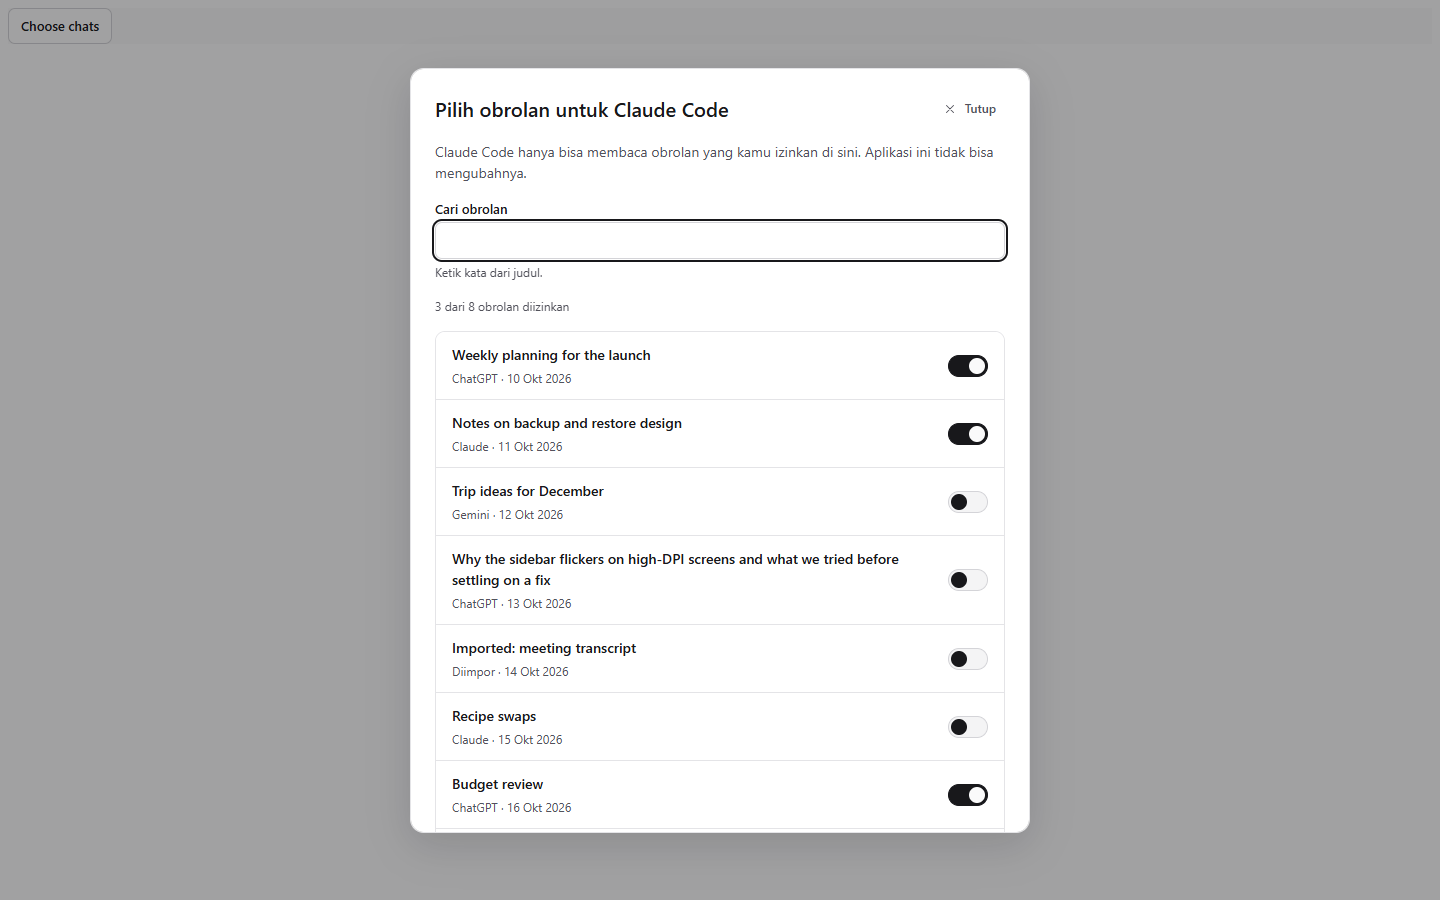 Choose chats
Pilih obrolan untuk Claude Code
Tutup
Claude Code hanya bisa membaca obrolan yang kamu izinkan di sini. Aplikasi ini tidak bisa
mengubahnya.
Cari obrolan
Ketik kata dari judul.
3 dari 8 obrolan diizinkan
Weekly planning for the launch
ChatGPT · 10 Okt 2026
Notes on backup and restore design
Claude · 11 Okt 2026
Trip ideas for December
Gemini · 12 Okt 2026
Why the sidebar flickers on high-DPI screens and what we tried before
settling on a fix
ChatGPT · 13 Okt 2026
Imported: meeting transcript
Diimpor · 14 Okt 2026
Recipe swaps
Claude · 15 Okt 2026
Budget review
ChatGPT · 16 Okt 2026